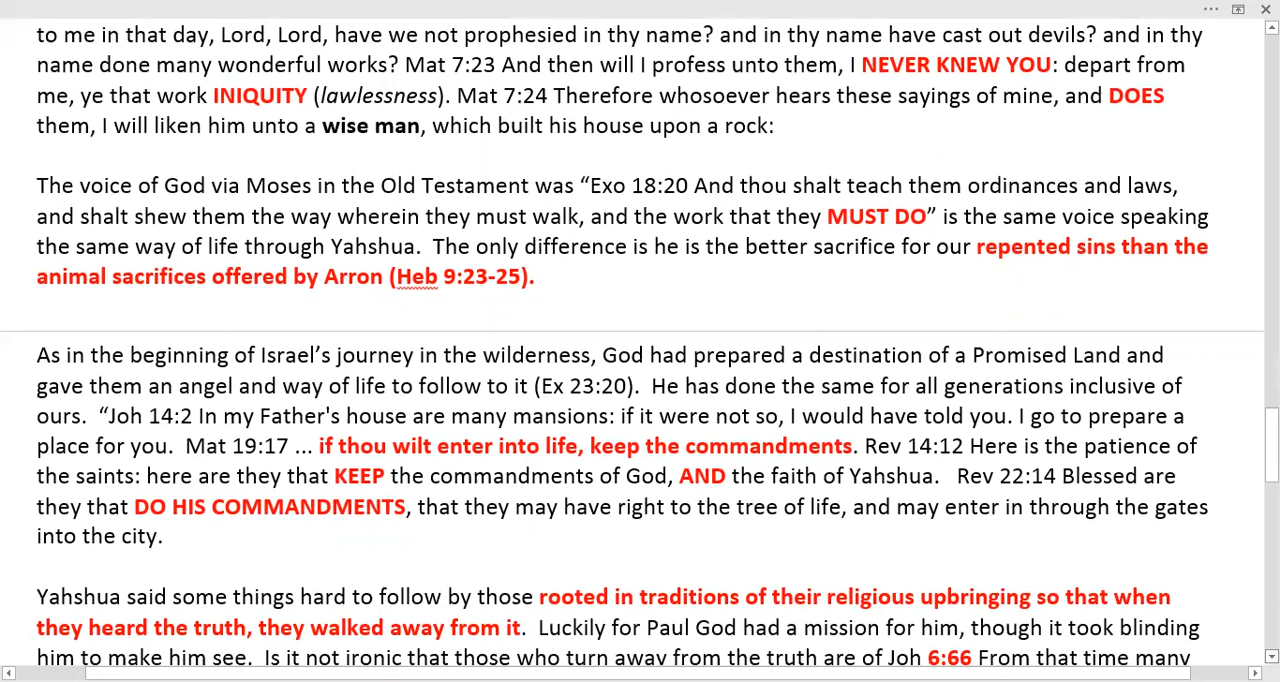 to me in that day, Lord, Lord, have we not prophesied in thy name? and in thy name have cast out devils? and in thy
name done many wonderful works? Mat 7:23 And then will I profess unto them, I NEVER KNEW YOU: depart from
me, ye that work INIQUITY (lawlessness). Mat 7:24 Therefore whosoever hears these sayings of mine, and DOES
them, I will liken him unto a wise man, which built his house upon a rock:
The voice of God via Moses in the Old Testament was “Exo 18:20 And thou shalt teach them ordinances and laws,
and shalt shew them the way wherein they must walk, and the work that they MUST DO” is the same voice speaking
the same way of life through Yahshua. The only difference is he is the better sacrifice for our repented sins than the
animal sacrifices offered by Arron (Heb 9:23-25).
As in the beginning of Israel’s journey in the wilderness, God had prepared a destination of a Promised Land and
gave them an angel and way of life to follow to it (Ex 23:20). He has done the same for all generations inclusive of
ours. “Joh 14:2 In my Father's house are many mansions: if it were not so, I would have told you. I go to prepare a
place for you. Mat 19:17 ... if thou wilt enter into life, keep the commandments. Rev 14:12 Here is the patience of
the saints: here are they that KEEP the commandments of God, AND the faith of Yahshua. Rev 22:14 Blessed are
they that DO HIS COMMANDMENTS, that they may have right to the tree of life, and may enter in through the gates
into the city.
Yahshua said some things hard to follow by those rooted in traditions of their religious upbringing so that when
they heard the truth, they walked away from it. Luckily for Paul God had a mission for him, though it took blinding
him to make him see. Is it not ironic that those who turn away from the truth are of Joh 6:66 From that time many